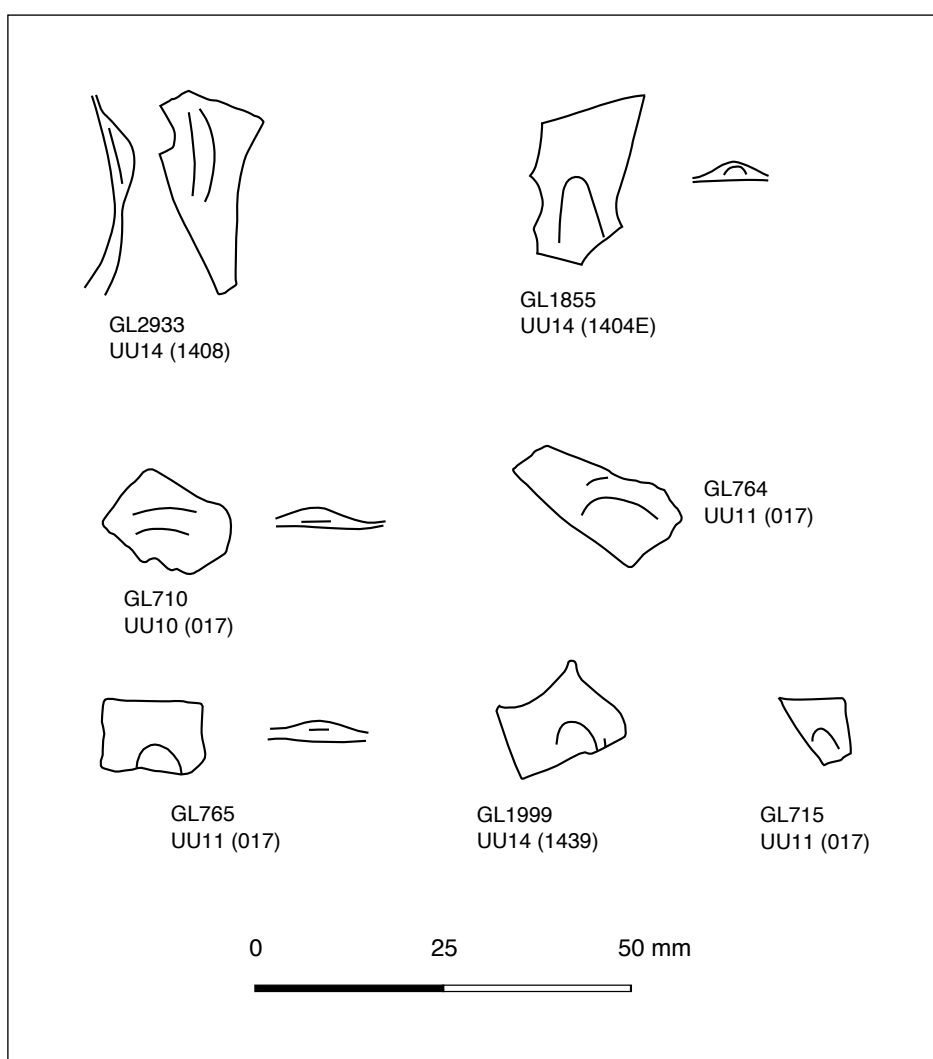 GL2933
UU14 (1408)
GL1855
UU14 (1404E)
GL710
UU10 (017)
GL764
UU11 (017)
GL765
UU11 (017)
GL1999
UU14 (1439)
GL715
UU11 (017)
0 25 50 mm